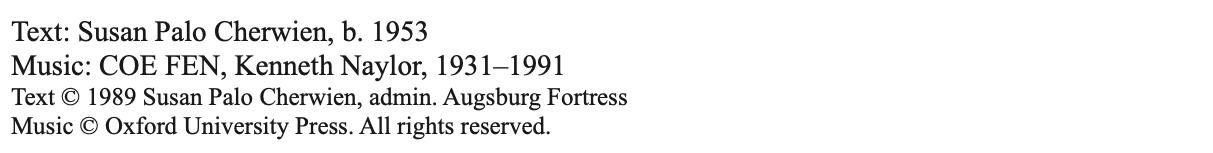 Text: Susan Palo Cherwien, b. 1953
Music: COE FEN, Kenneth Naylor, 1931–1991
Text © 1989 Susan Palo Cherwien, admin. Augsburg Fortress
Music © Oxford University Press. All rights reserved.